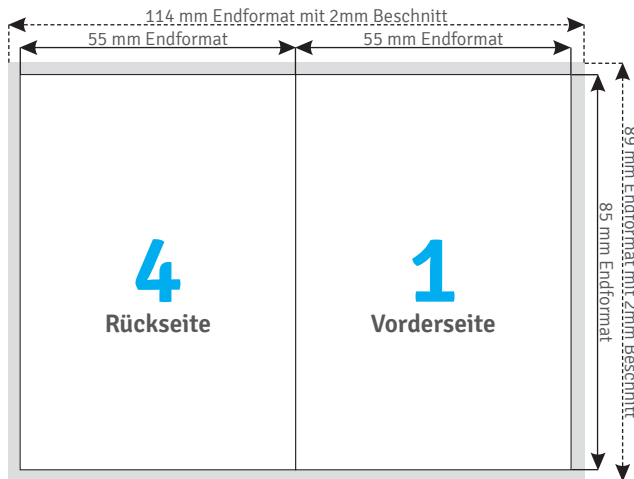 114 mm Endformat mit 2mm Beschnitt
55 mm Endformat
55 mm Endformat
4
Rückseite
1
Vorderseite
85 mm Endformat
89 mm Endformat mit 2mm Beschnitt